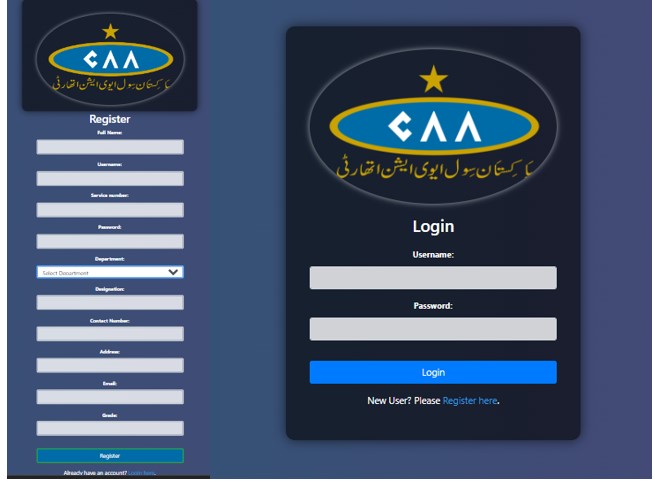 CAA
پاکستان سول ایوی ایشن اتھارٹی
Register
Full Name:
Username:
Service number:
Password:
Department:
Select Department
Designation:
Contact Number:
Address:
Email:
Grade:
Register
Already have an account? Login here.
CAA
پاکستان سِول ایوی ایشن اتھارٹی
Login
Username:
Password:
Login
New User? Please Register here.